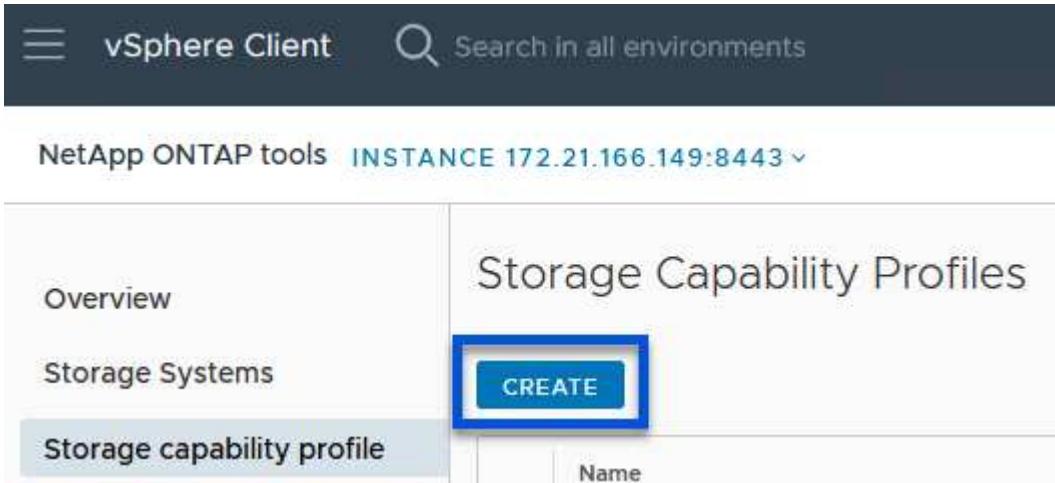 vSphere Client Search in all environments
NetApp ONTAP tools INSTANCE 172.21.166.149:8443
Storage Capability Profiles
Overview
Storage Systems
CREATE
Storage capability profile
Name